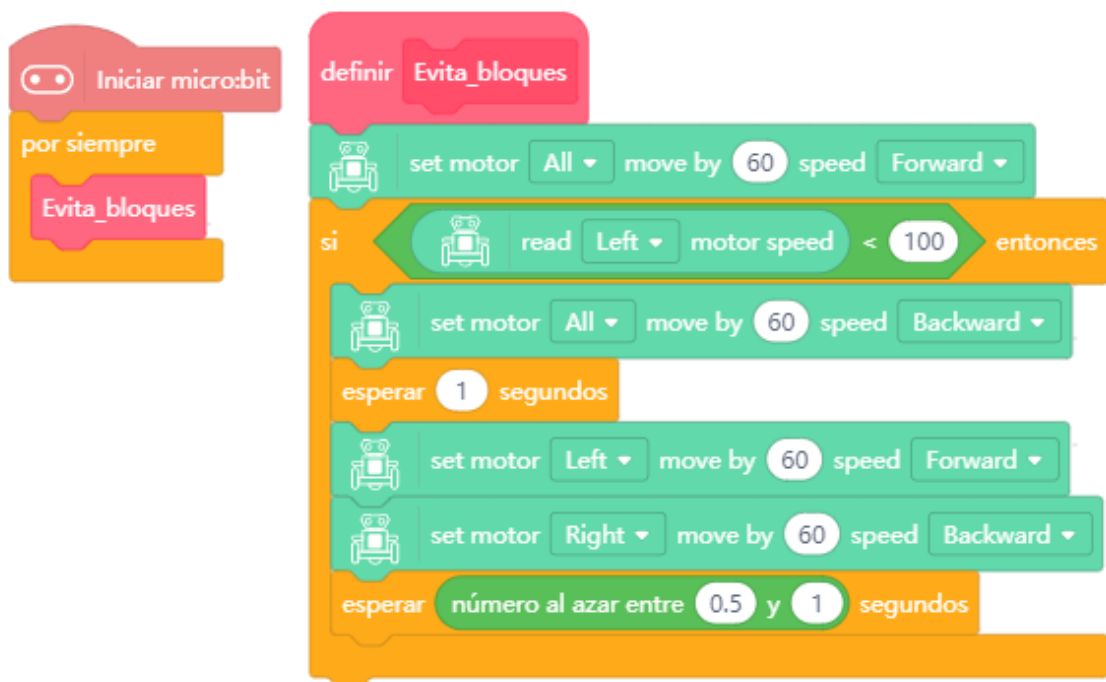 Iniciar micro:bit
por siempre
Evita_bloques
definir Evita_bloques
set motor All move by 60 speed Forward
si read Left motor speed < 100 entonces
set motor All move by 60 speed Backward
esperar 1 segundos
set motor Left move by 60 speed Forward
set motor Right move by 60 speed Backward
esperar número al azar entre 0.5 y 1 segundos